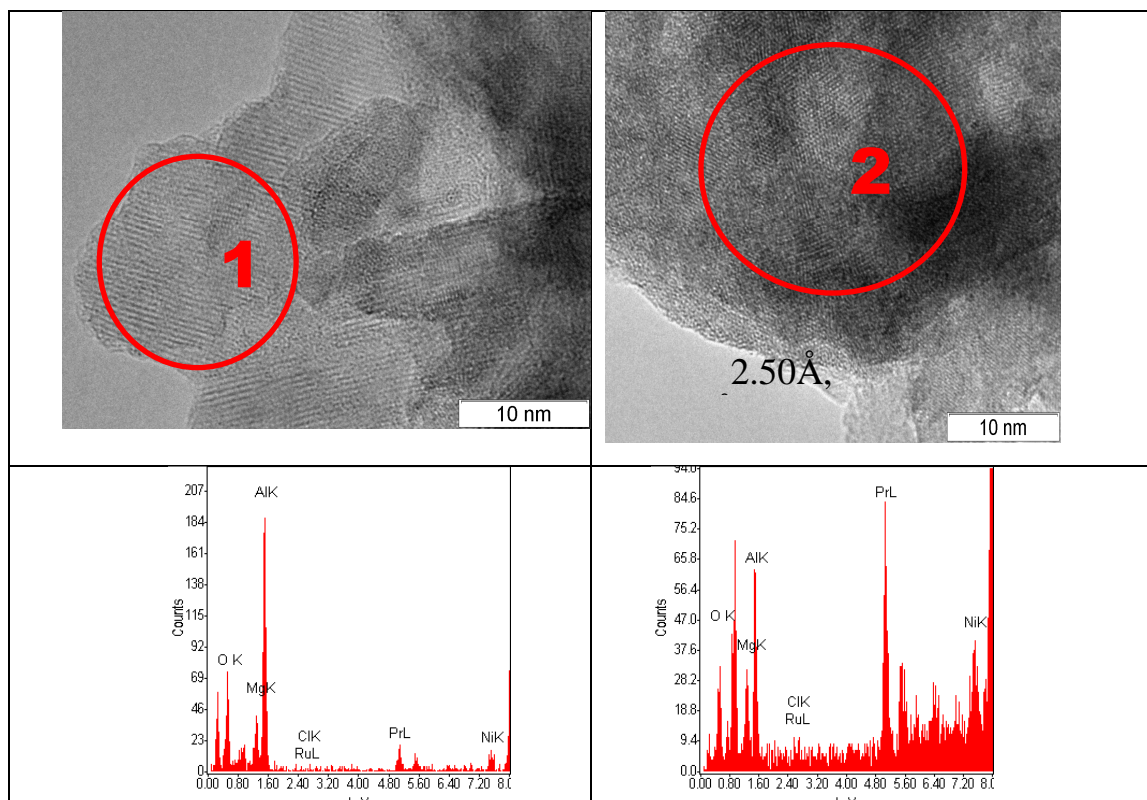 1
2
2.50Å,
10 nm
10 nm
207
184
161
138
115
92
69
46
23
0
Counts
AlK
O K
MgK
ClK
RuL
PrL
NiK
0.00 0.80 1.60 2.40 3.20 4.00 4.80 5.60 6.40 7.20 8.0
94.0
84.6
75.2
65.8
56.4
47.0
37.6
28.2
18.8
9.4
0.0
Counts
PrL
AlK
O K
MgK
NiK
ClK
RuL
0.00 0.80 1.60 2.40 3.20 4.00 4.80 5.60 6.40 7.20 8.0